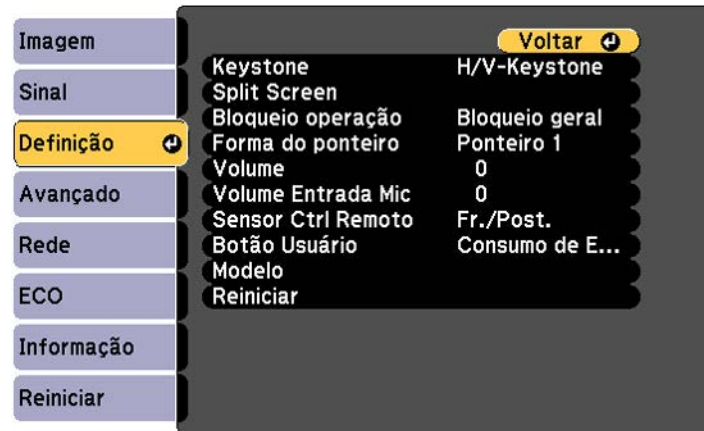 Imagem
Sinal
Definição
Avançado
Rede
ECO
Informação
Reiniciar
Voltar
Keystone H/V-Keystone
Split Screen
Bloqueio operação Bloqueio geral
Forma do ponteiro Ponteiro 1
Volume 0
Volume Entrada Mic 0
Sensor Ctrl Remoto Fr./Post.
Botão Usuário Consumo de E...
Modelo
Reiniciar